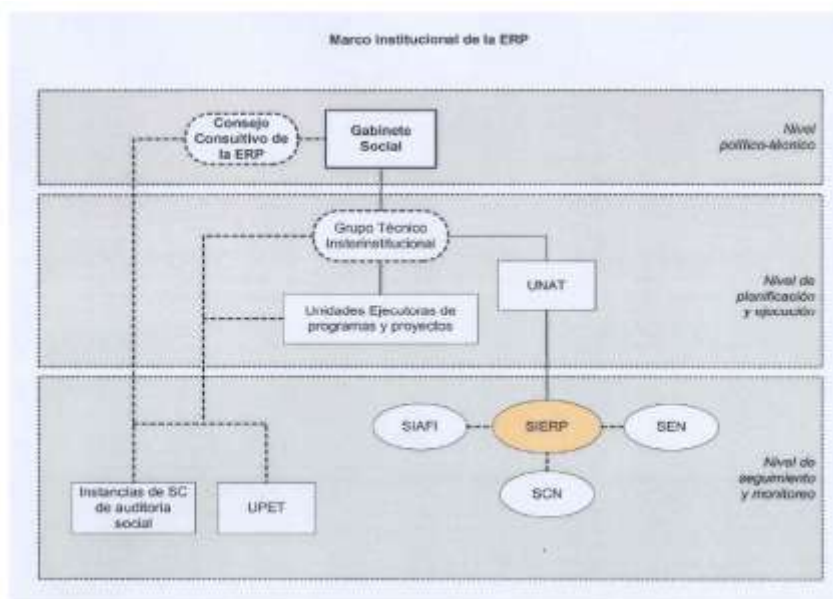 Marco Institucional de la ERP
Consejo
Consultivo de
la ERP
Gabinete
Social
Nivel
político-técnico
Grupo Técnico
Insterinstitucional
UNAT
Unidades Ejecutoras de
programas y proyectos
Nivel de
planificación
y ejecución
SIAFI
SIERP
SEN
SCN
Nivel de
seguimiento
y monitoreo
Instancias de SC
de auditoria
social
UPET